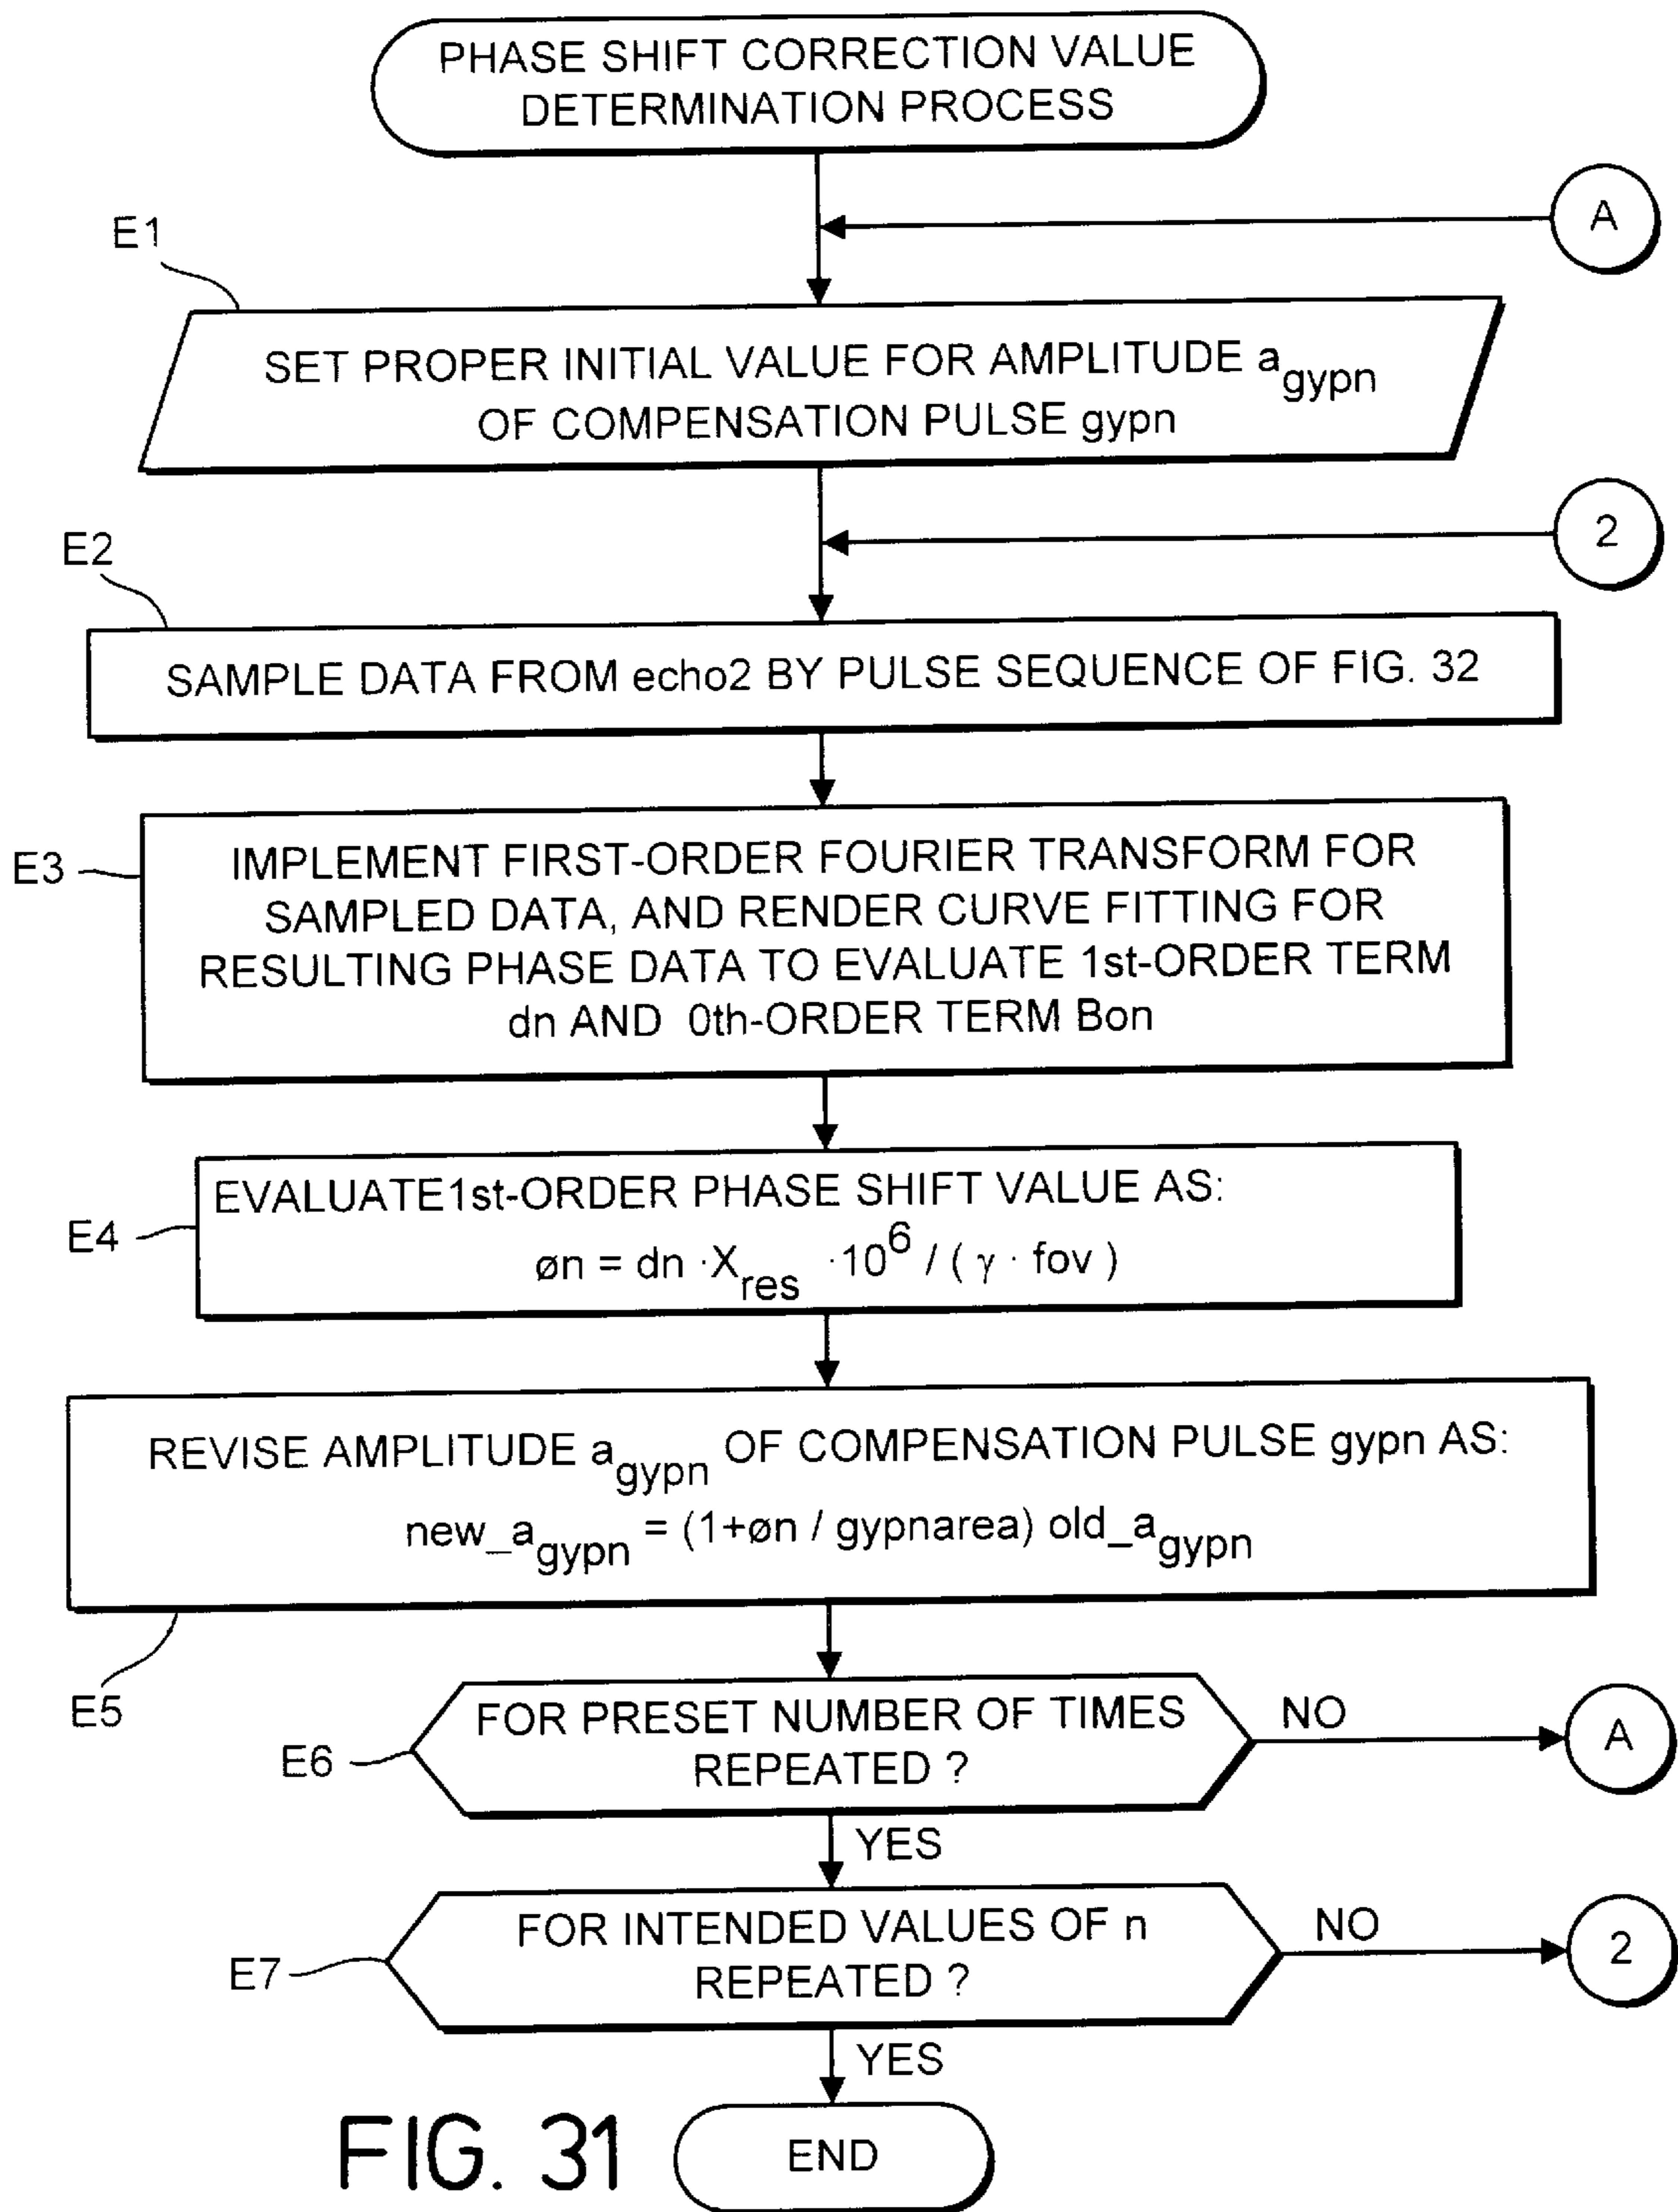 PHASE SHIFT CORRECTION VALUE
DETERMINATION PROCESS
A
E1
SET PROPER INITIAL VALUE FOR AMPLITUDE a_gypn
OF COMPENSATION PULSE gypn
2
E2
SAMPLE DATA FROM echo2 BY PULSE SEQUENCE OF FIG. 32
E3
IMPLEMENT FIRST-ORDER FOURIER TRANSFORM FOR
SAMPLED DATA, AND RENDER CURVE FITTING FOR
RESULTING PHASE DATA TO EVALUATE 1st-ORDER TERM
dn AND 0th-ORDER TERM Bon
E4
EVALUATE1st-ORDER PHASE SHIFT VALUE AS:
øn = dn ·X_res ·10^6 / ( γ · fov )
REVISE AMPLITUDE a_gypn OF COMPENSATION PULSE gypn AS:
new_a_gypn = (1+øn / gypnarea) old_a_gypn
E5
E6
FOR PRESET NUMBER OF TIMES
REPEATED ?
NO
A
YES
E7
FOR INTENDED VALUES OF n
REPEATED ?
NO
2
YES
END
FIG. 31